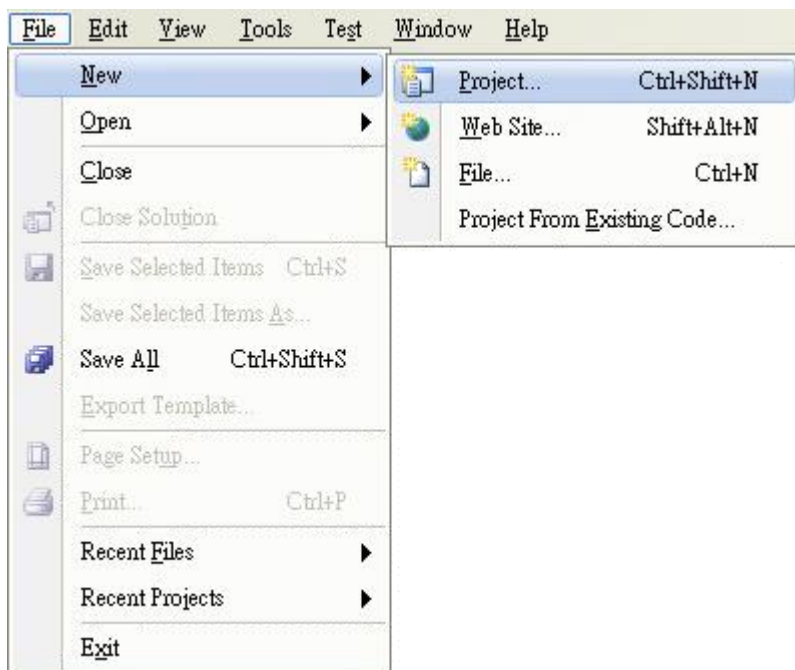 File Edit View Tools Test Window Help
New
Open
Close
Close Solution
Save Selected Items Ctrl+S
Save Selected Items As...
Save All Ctrl+Shift+S
Export Template...
Page Setup...
Print... Ctrl+P
Recent Files
Recent Projects
Exit
Project... Ctrl+Shift+N
Web Site... Shift+Alt+N
File... Ctrl+N
Project From Existing Code...